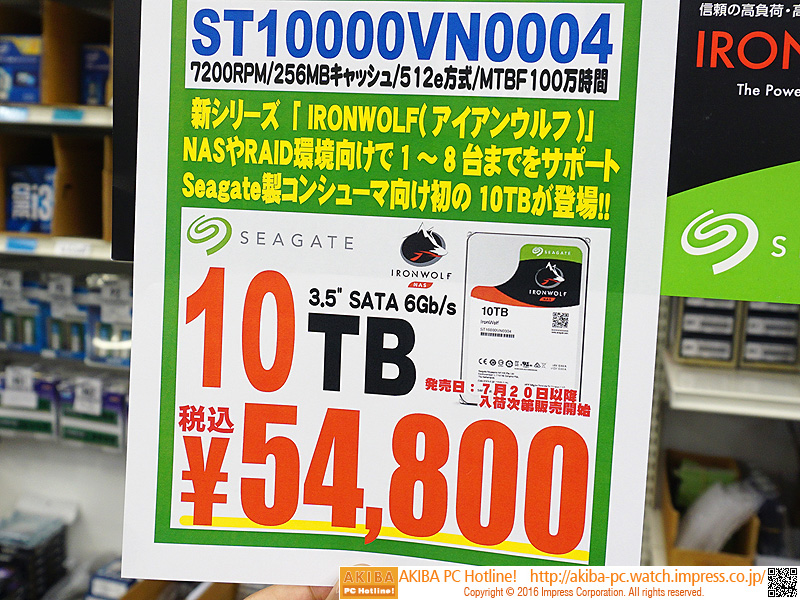 ST10000VN0004
7200RPM/256MBキャッシュ/512e方式/MTBF100万時間
新シリーズ「 IRONWOLF( アイアンウルフ )」
NASやRAID環境向けで 1 ～ 8 台までをサポート
Seagate製コンシューマ向け初の 10TBが登場!!
SEAGATE
IRONWOLF
NAS
SEAGATE
IRONWOLF
NAS
10TB
IronWolf
ST10000VN0004
3.5" SATA 6Gb/s
10TB
発売日：７月２０日以降
入荷次第販売開始
税込
¥54,800
信頼の高負荷・
IRON
The Powe
S
i3
AKIBA
PC Hotline!
AKIBA PC Hotline! http://akiba-pc.watch.impress.co.jp/
Copyright © 2016 Impress Corporation. All rights reserved.